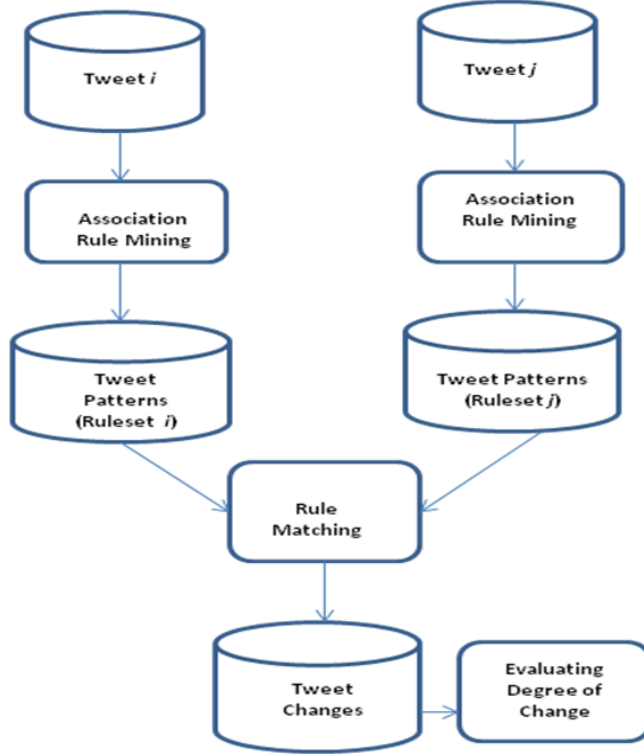 Tweet i
Tweet j
Association
Rule Mining
Association
Rule Mining
Tweet
Patterns
(Ruleset i)
Tweet Patterns
(Ruleset j)
Rule
Matching
Tweet
Changes
Evaluating
Degree of
Change